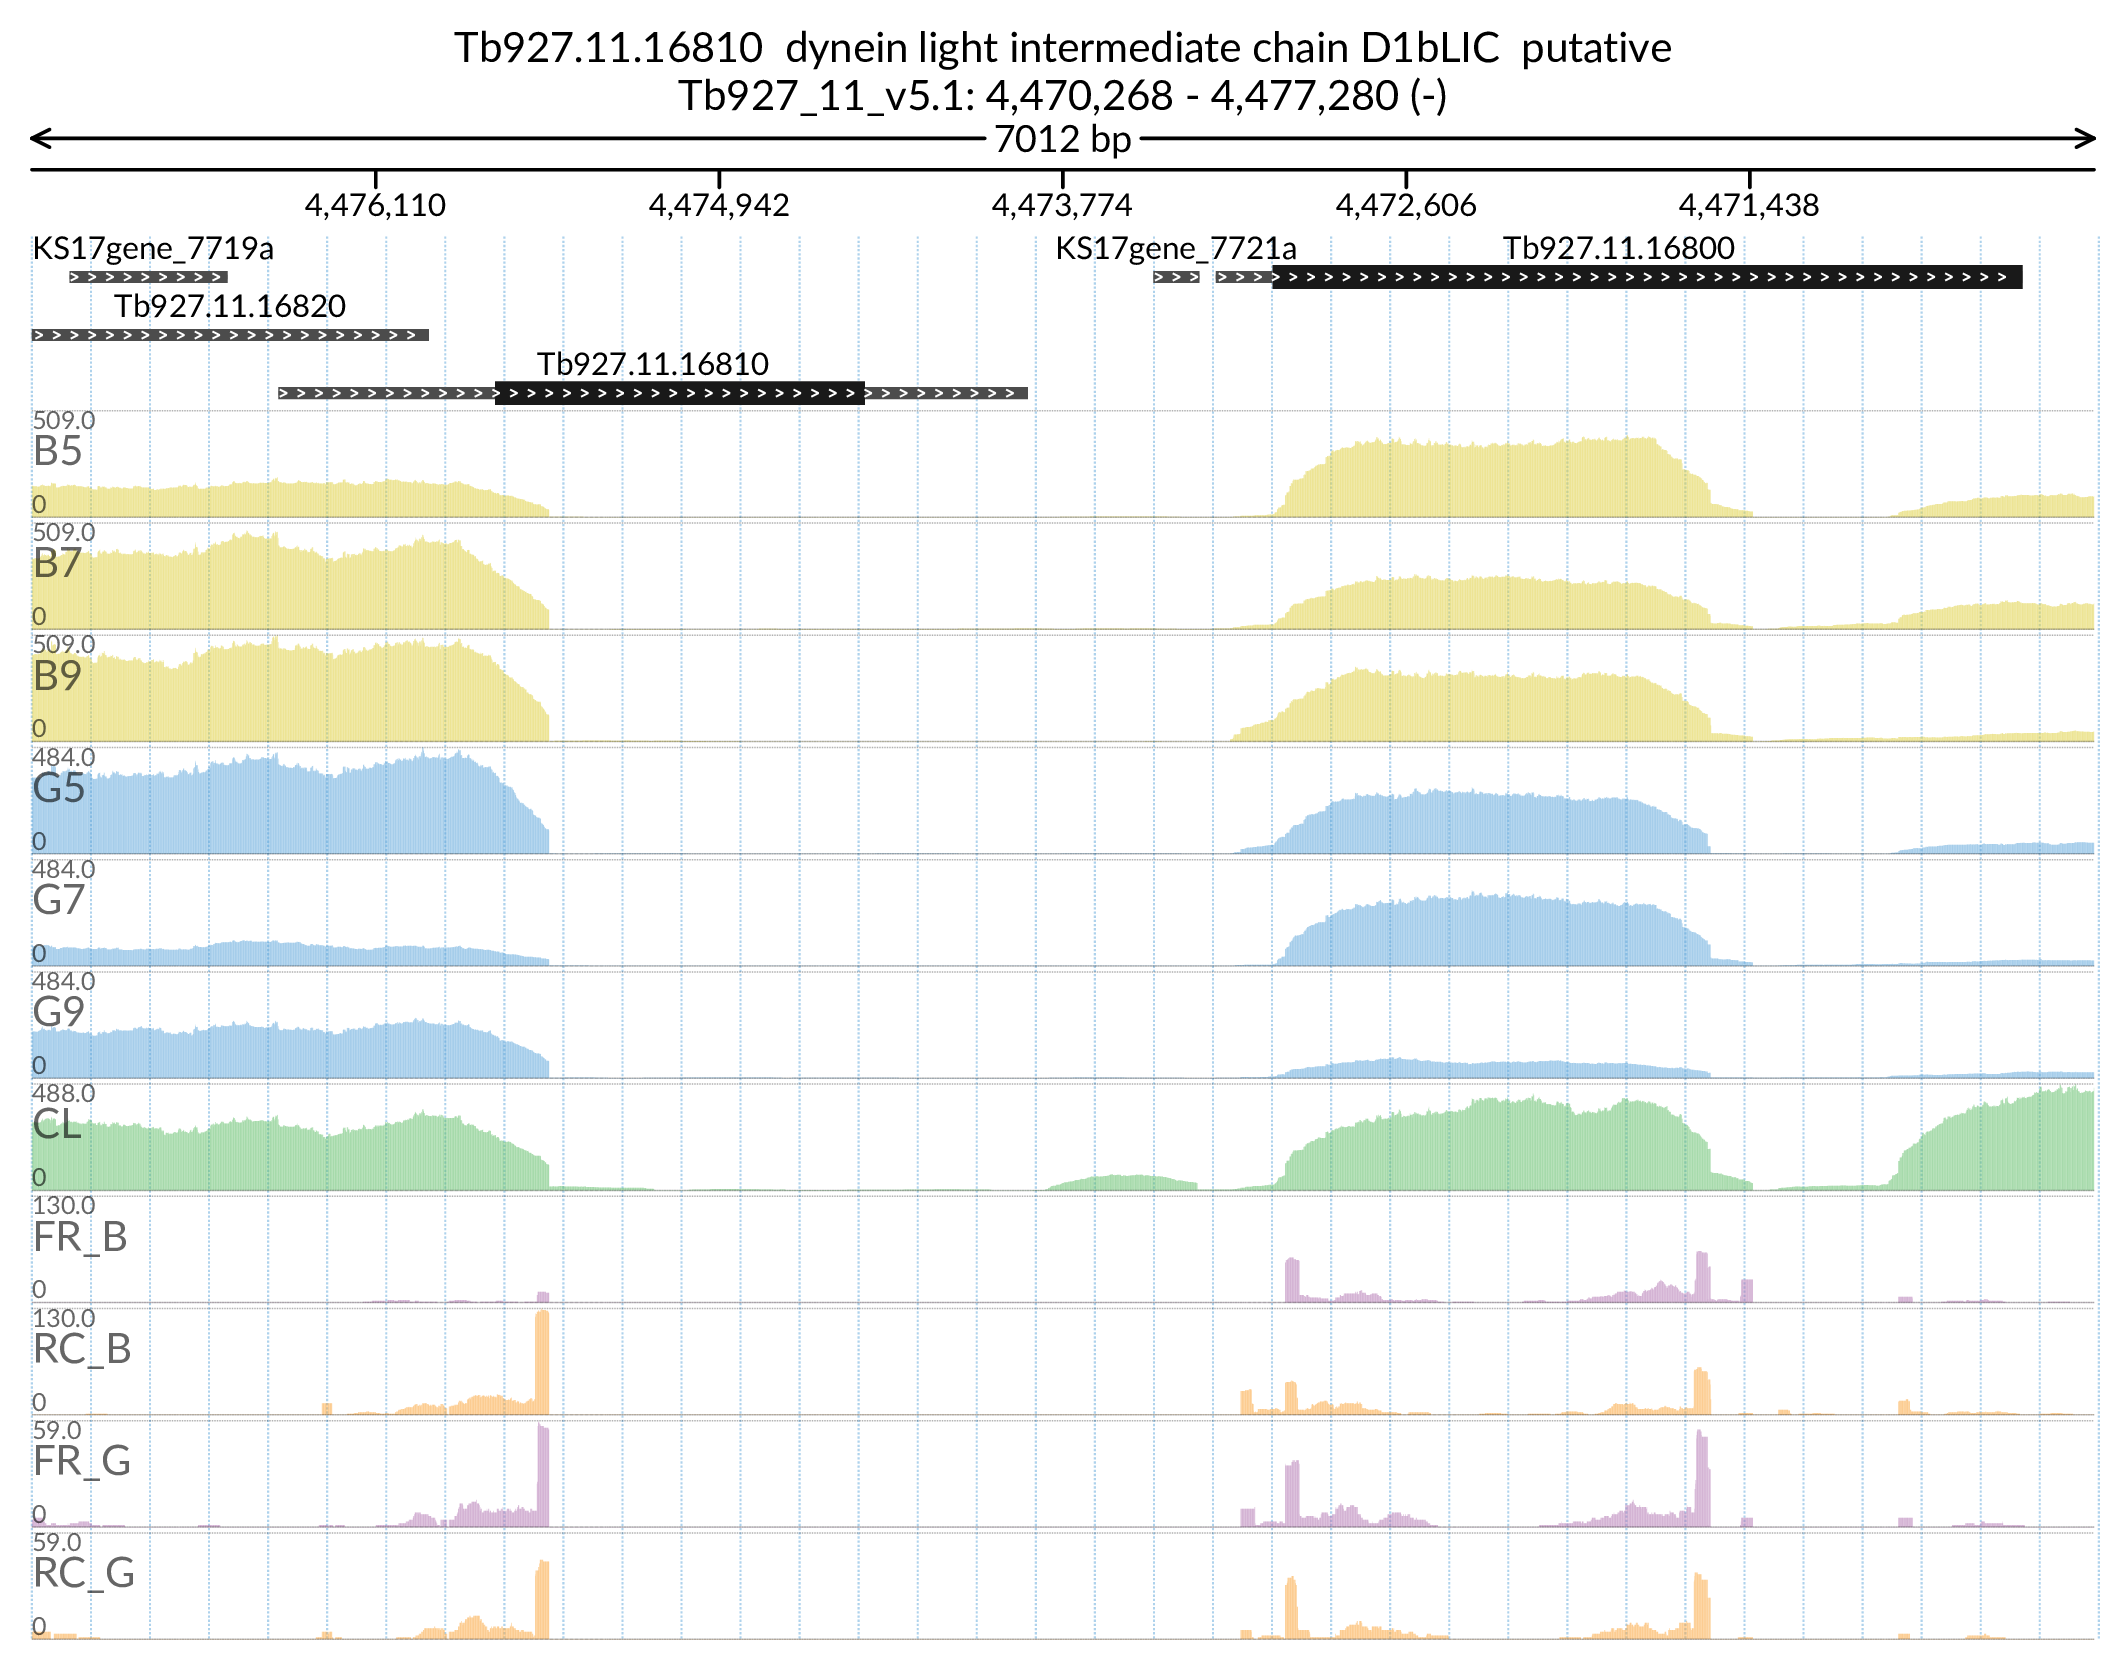 Tb927.11.16810  dynein light intermediate chain D1bLIC  putative
Tb927_11_v5.1: 4,470,268 - 4,477,280 (-)
7012 bp
4,476,110 4,474,942 4,473,774 4,472,606 4,471,438
KS17gene_7719a KS17gene_7721a Tb927.11.16800
Tb927.11.16820
Tb927.11.16810
509.0
B5
0
509.0
B7
0
509.0
B9
0
484.0
G5
0
484.0
G7
0
484.0
G9
0
488.0
CL
0
130.0
FR_B
0
130.0
RC_B
0
59.0
FR_G
0
59.0
RC_G
0